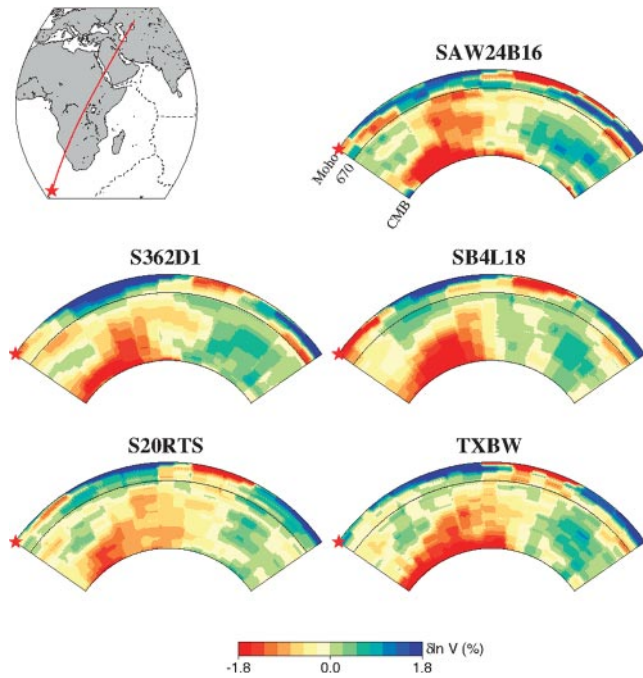 SAW24B16
Moho
670
CMB
S362D1
SB4L18
S20RTS
TXBW
δln V (%)
-1.8
0.0
1.8